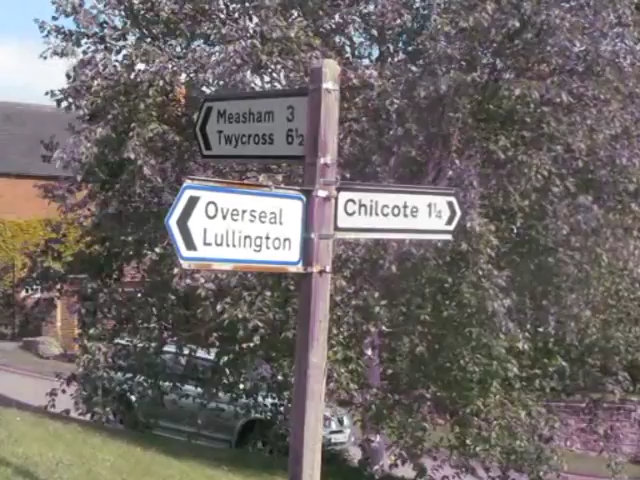 Measham 3
Twycross 6½
Overseal
Lullington
Chilcote 1¼